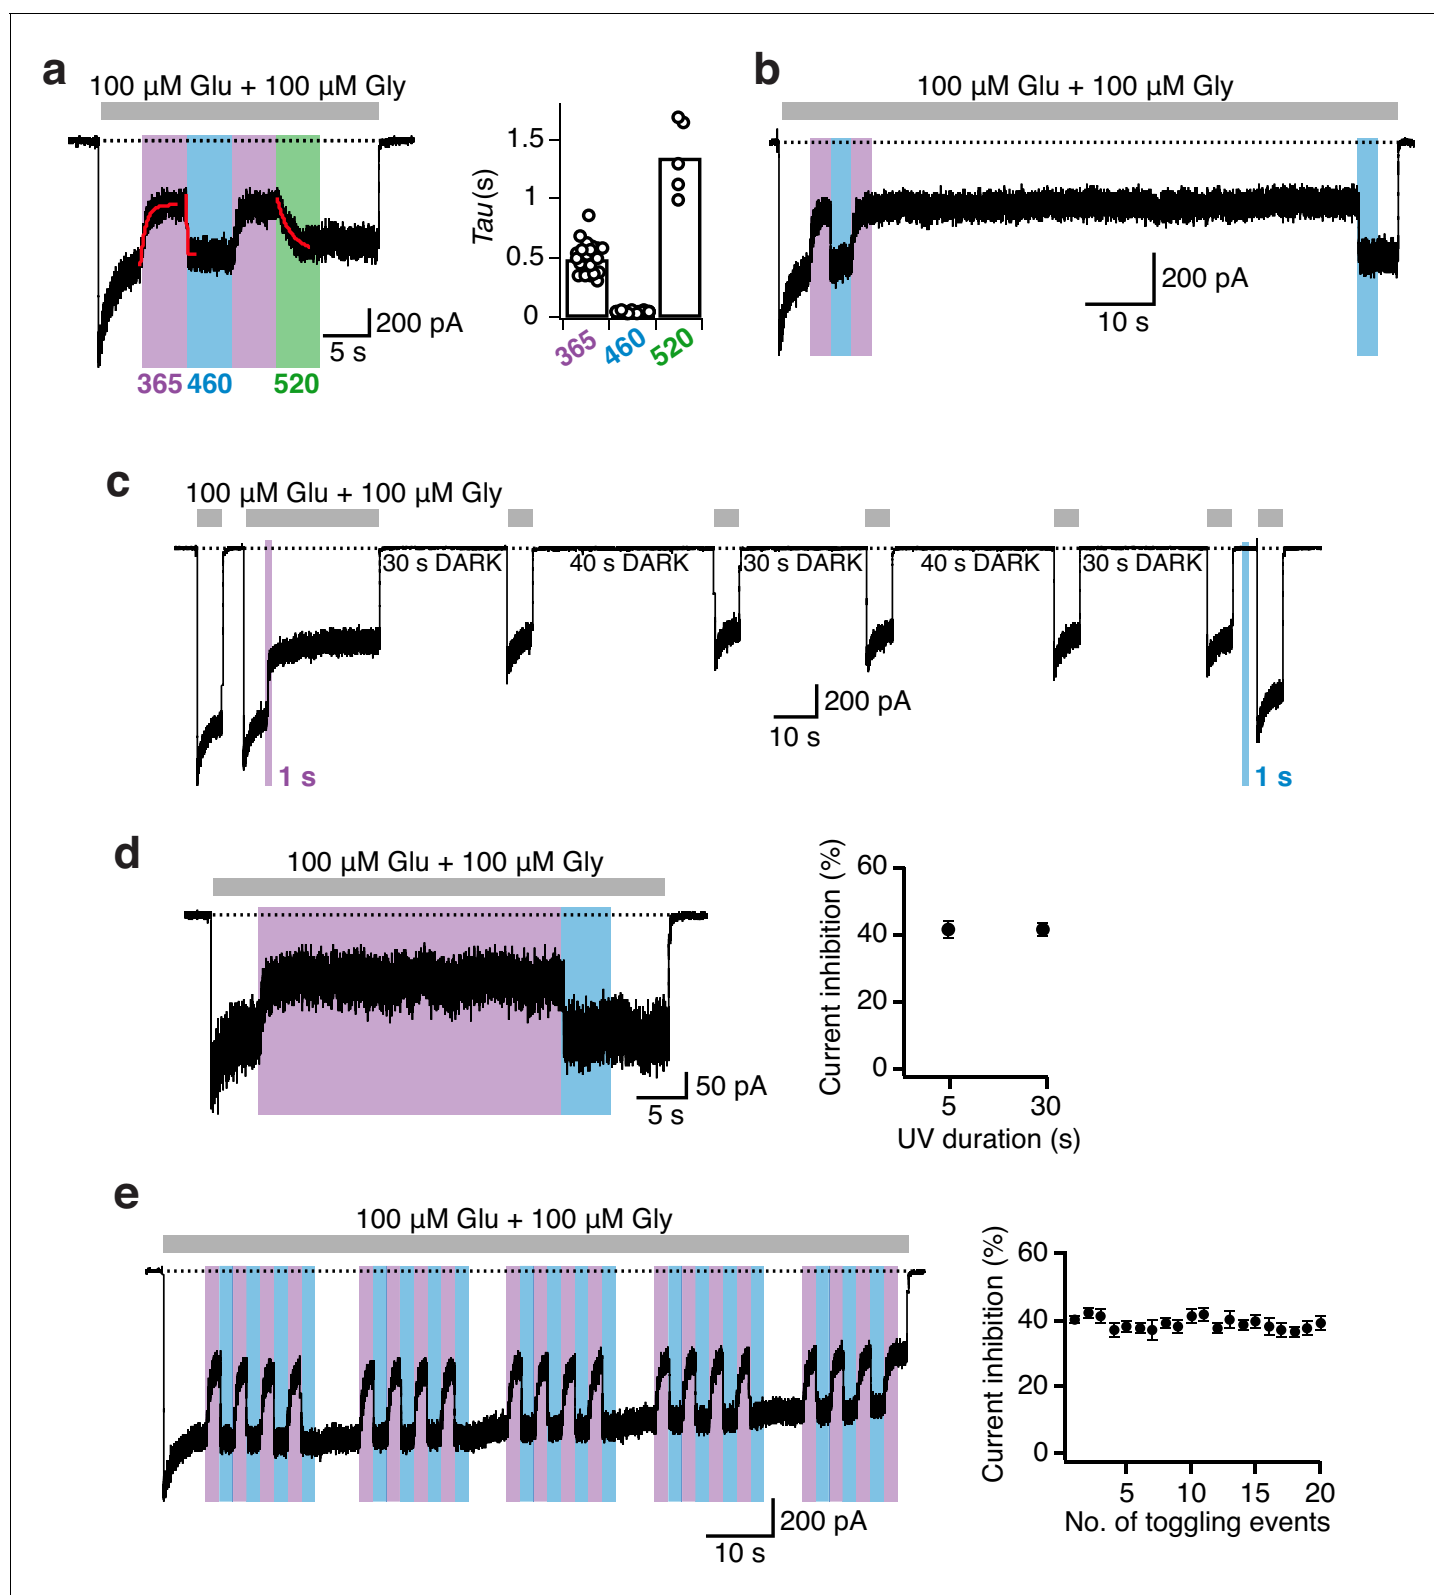 a
100 µM Glu + 100 µM Gly
365 460 520
200 pA
5 s
Tau (s)
1.5
1
0.5
0
365 460 520
b
100 µM Glu + 100 µM Gly
200 pA
10 s
c
100 µM Glu + 100 µM Gly
30 s DARK 40 s DARK 30 s DARK 40 s DARK 30 s DARK
200 pA
10 s
1 s
1 s
d
100 µM Glu + 100 µM Gly
50 pA
5 s
Current inhibition (%)
60
40
20
0
5 30
UV duration (s)
e
100 µM Glu + 100 µM Gly
200 pA
10 s
Current inhibition (%)
60
40
20
0
5 10 15 20
No. of toggling events